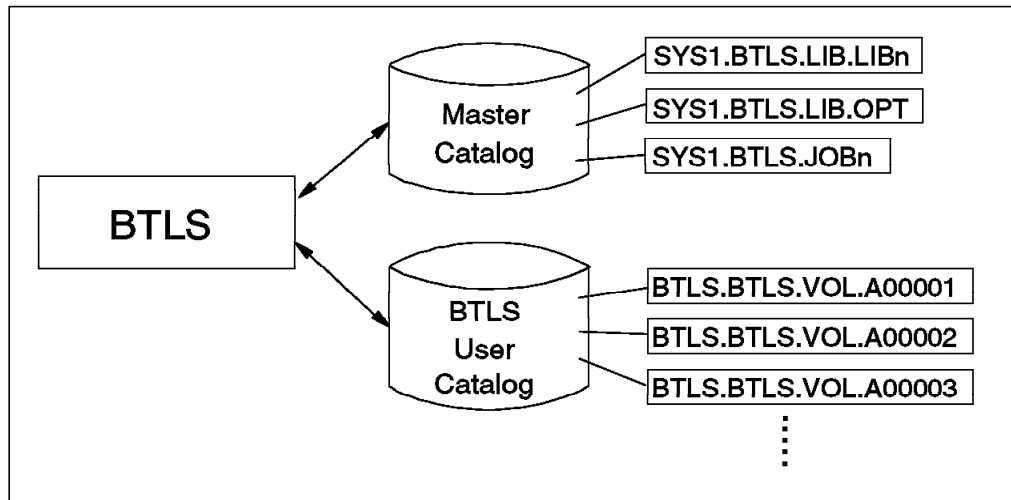 BTLS
Master
Catalog
SYS1.BTLS.LIB.LIBn
SYS1.BTLS.LIB.OPT
SYS1.BTLS.JOBn
BTLS
User
Catalog
BTLS.BTLS.VOL.A00001
BTLS.BTLS.VOL.A00002
BTLS.BTLS.VOL.A00003